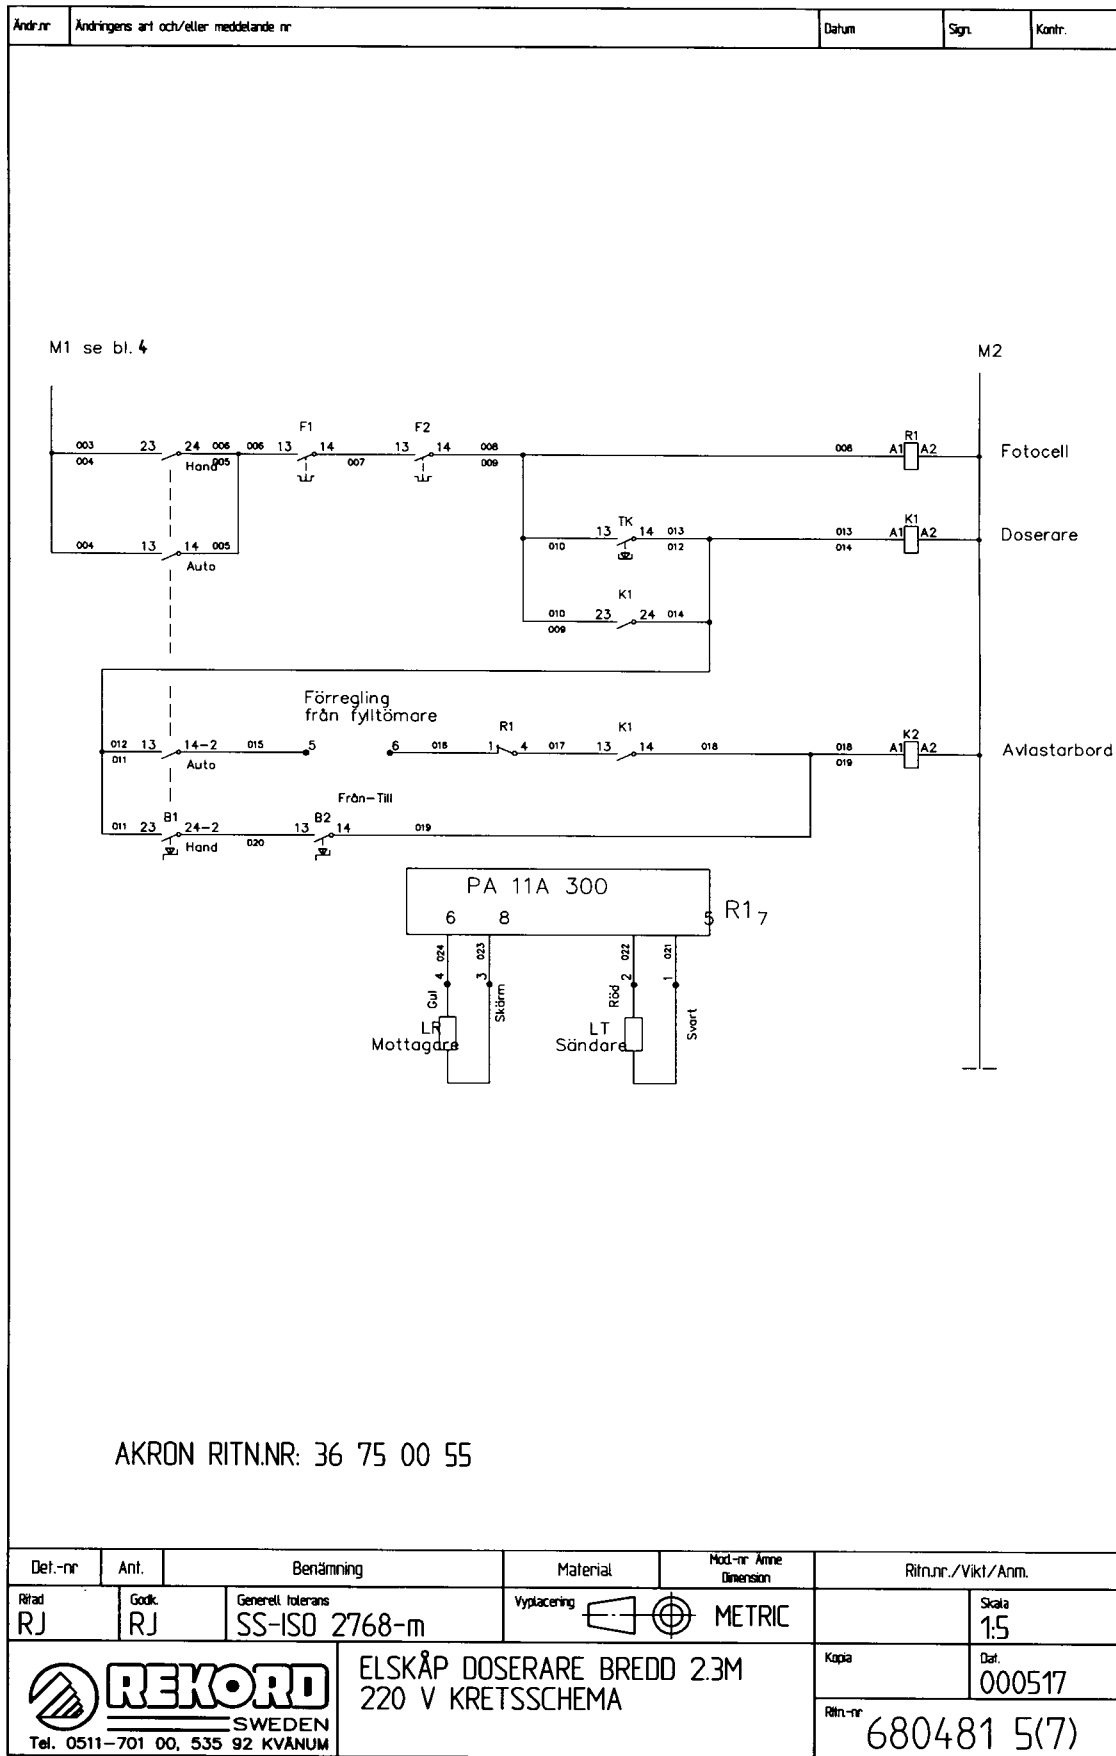 Ändr.nr Ändringens art och/eller meddelande nr Datum Sign. Kontr.
M1 se bl. 4
M2
F1 F2 R1
003 23 24 006 006 13 14 13 14 008 008 A1 A2 Fotocell
004 Hand 005 007 009
TK K1
13 14 013 013 A1 A2 Doserare
004 13 14 005 010 012 014
Auto
K1
010 23 24 014
009
Förregling
från fylltömare
R1 K1 K2
012 13 14-2 015 5 6 016 1 4 017 13 14 018 018 A1 A2 Avlastarbord
011 Auto 019
Från-Till
B1 B2
011 23 24-2 13 14 019
Hand 020
PA 11A 300
6 8 5 R1 7
024 023 022 021
4 3 2 1
Gul Skärm Röd Svart
LR LT
Mottagare Sändare
AKRON RITN.NR: 36 75 00 55
Det.-nr Ant. Benämning Material Mod.-nr Ämne Dimension Ritn.nr./Vikt/Anm.
Ritad Godk. Generell tolerans Vyplacering Skala
RJ RJ SS-ISO 2768-m METRIC 1:5
REKORD
SWEDEN
Tel. 0511-701 00, 535 92 KVÄNUM
ELSKÅP DOSERARE BREDD 2.3M
220 V KRETSSCHEMA
Kopia Dat.
000517
Ritn.-nr
680481 5(7)